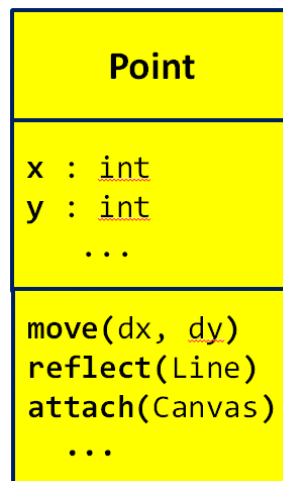 Point
x : int
y : int
...
move(dx, dy)
reflect(Line)
attach(Canvas)
...